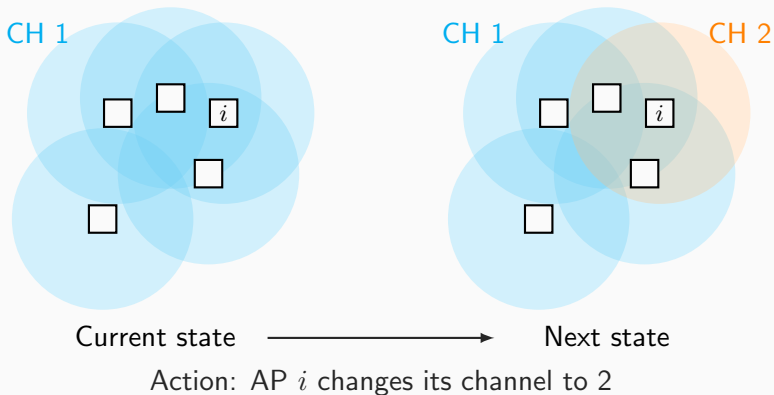 CH 1
i
CH 1
CH 2
i
Current state
Next state
Action: AP i changes its channel to 2